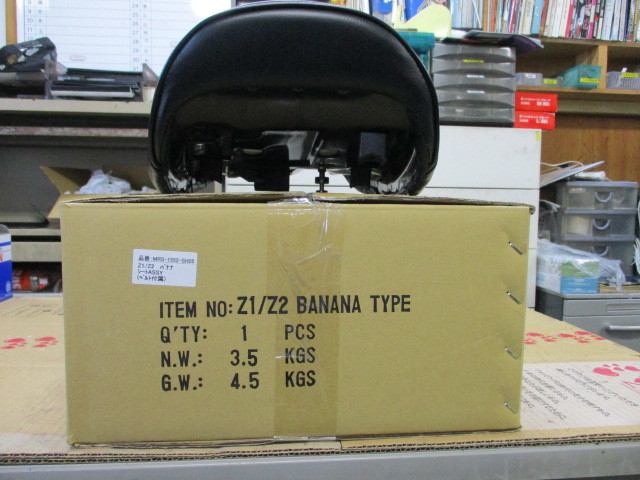 品番:MRS-1302-SH05
Z1/Z2 バナナ
シートASSY
(ベルト付属)
ITEM NO: Z1/Z2 BANANA TYPE
Q'TY: 1 PCS
N.W.: 3.5 KGS
G.W.: 4.5 KGS